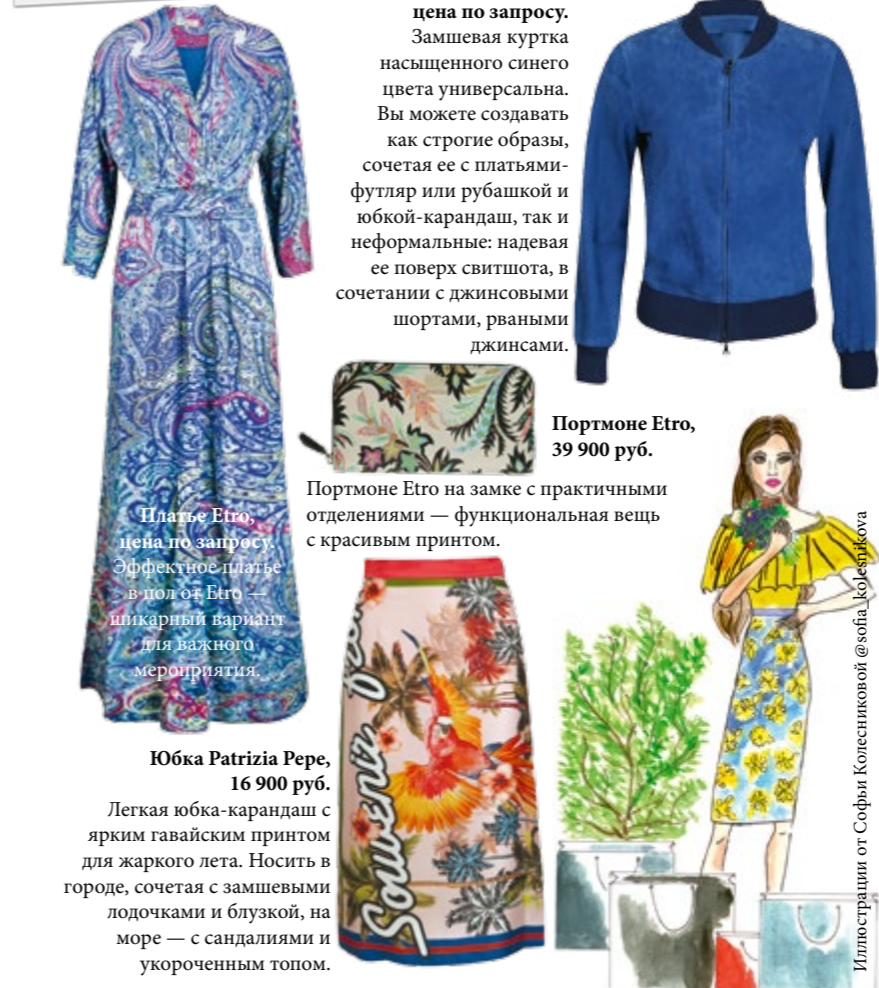 цена по запросу.
Замшевая куртка
насыщенного синего
цвета универсальна.
Вы можете создавать
как строгие образы,
сочетая ее с платьями-
футляр или рубашкой и
юбкой-карандаш, так и
неформальные: надевая
ее поверх свитшота, в
сочетании с джинсовыми
шортами, рваными
джинсами.
Портмоне Etro,
39 900 руб.
Портмоне Etro на замке с практичными
отделениями — функциональная вещь
с красивым принтом.
Платье Etro,
цена по запросу.
Эффектное платье
в пол от Etro —
шикарный вариант
для важного
мероприятия.
Юбка Patrizia Pepe,
16 900 руб.
Легкая юбка-карандаш с
ярким гавайским принтом
для жаркого лета. Носить в
городе, сочетая с замшевыми
лодочками и блузкой, на
море — с сандалиями и
укороченным топом.
Souvenir from
Иллюстрации от Софьи Колесниковой @sofia_kolesnikova